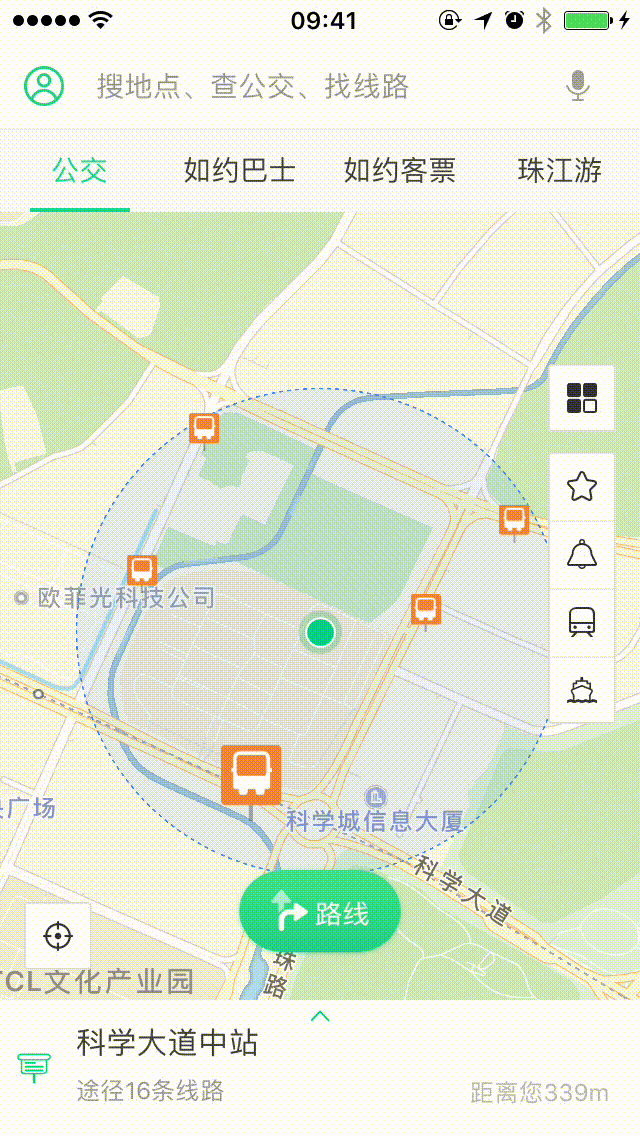 09:41
搜地点、查公交、找线路
公交 如约巴士 如约客票 珠江游
欧菲光科技公司
广场
科学城信息大厦
科学大道
路线
珠路
TCL文化产业园
科学大道中站
途径16条线路
距离您339m